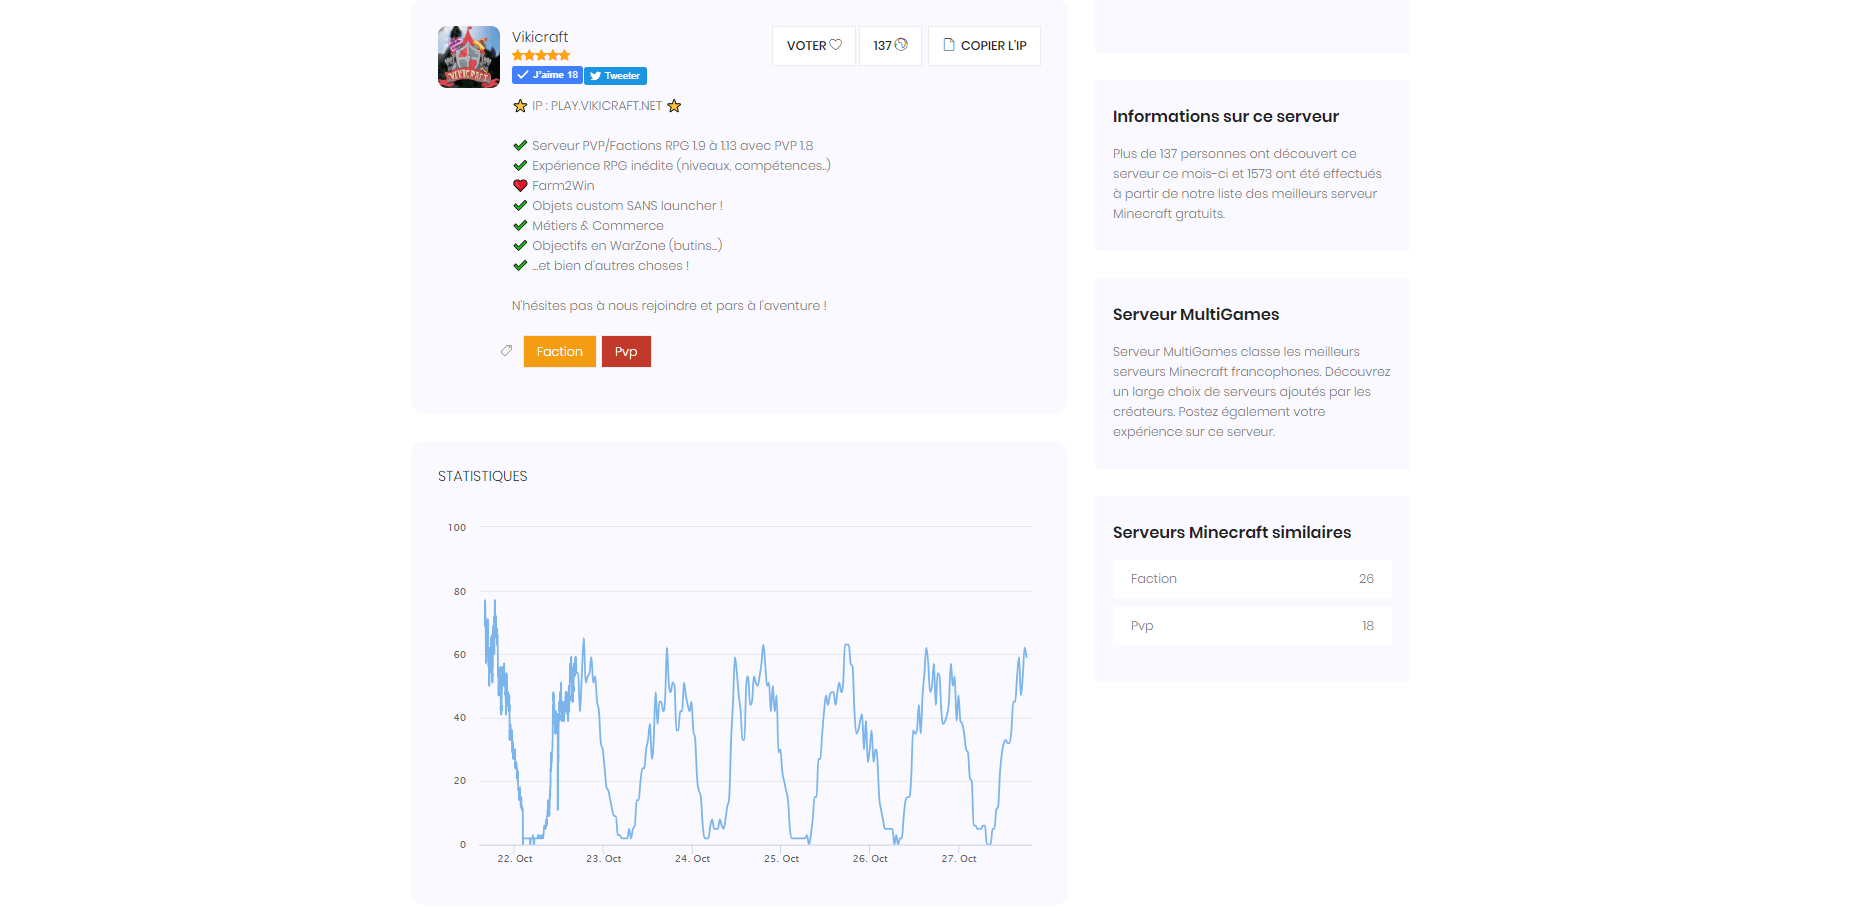 Vikicraft
VOTER
137
COPIER L'IP
VIKICRAFT
J'aime 18
Tweeter
IP : PLAY.VIKICRAFT.NET
Serveur PVP/Factions RPG 1.9 à 1.13 avec PVP 1.8
Expérience RPG inédite (niveaux, compétences..)
Farm2Win
Objets custom SANS launcher !
Métiers & Commerce
Objectifs en WarZone (butins...)
...et bien d'autres choses !
N'hésites pas à nous rejoindre et pars à l'aventure !
Faction
Pvp
STATISTIQUES
100
80
60
40
20
0
22. Oct
23. Oct
24. Oct
25. Oct
26. Oct
27. Oct
Informations sur ce serveur
Plus de 137 personnes ont découvert ce
serveur ce mois-ci et 1573 ont été effectués
à partir de notre liste des meilleurs serveur
Minecraft gratuits.
Serveur MultiGames
Serveur MultiGames classe les meilleurs
serveurs Minecraft francophones. Découvrez
un large choix de serveurs ajoutés par les
créateurs. Postez également votre
expérience sur ce serveur.
Serveurs Minecraft similaires
Faction 26
Pvp 18